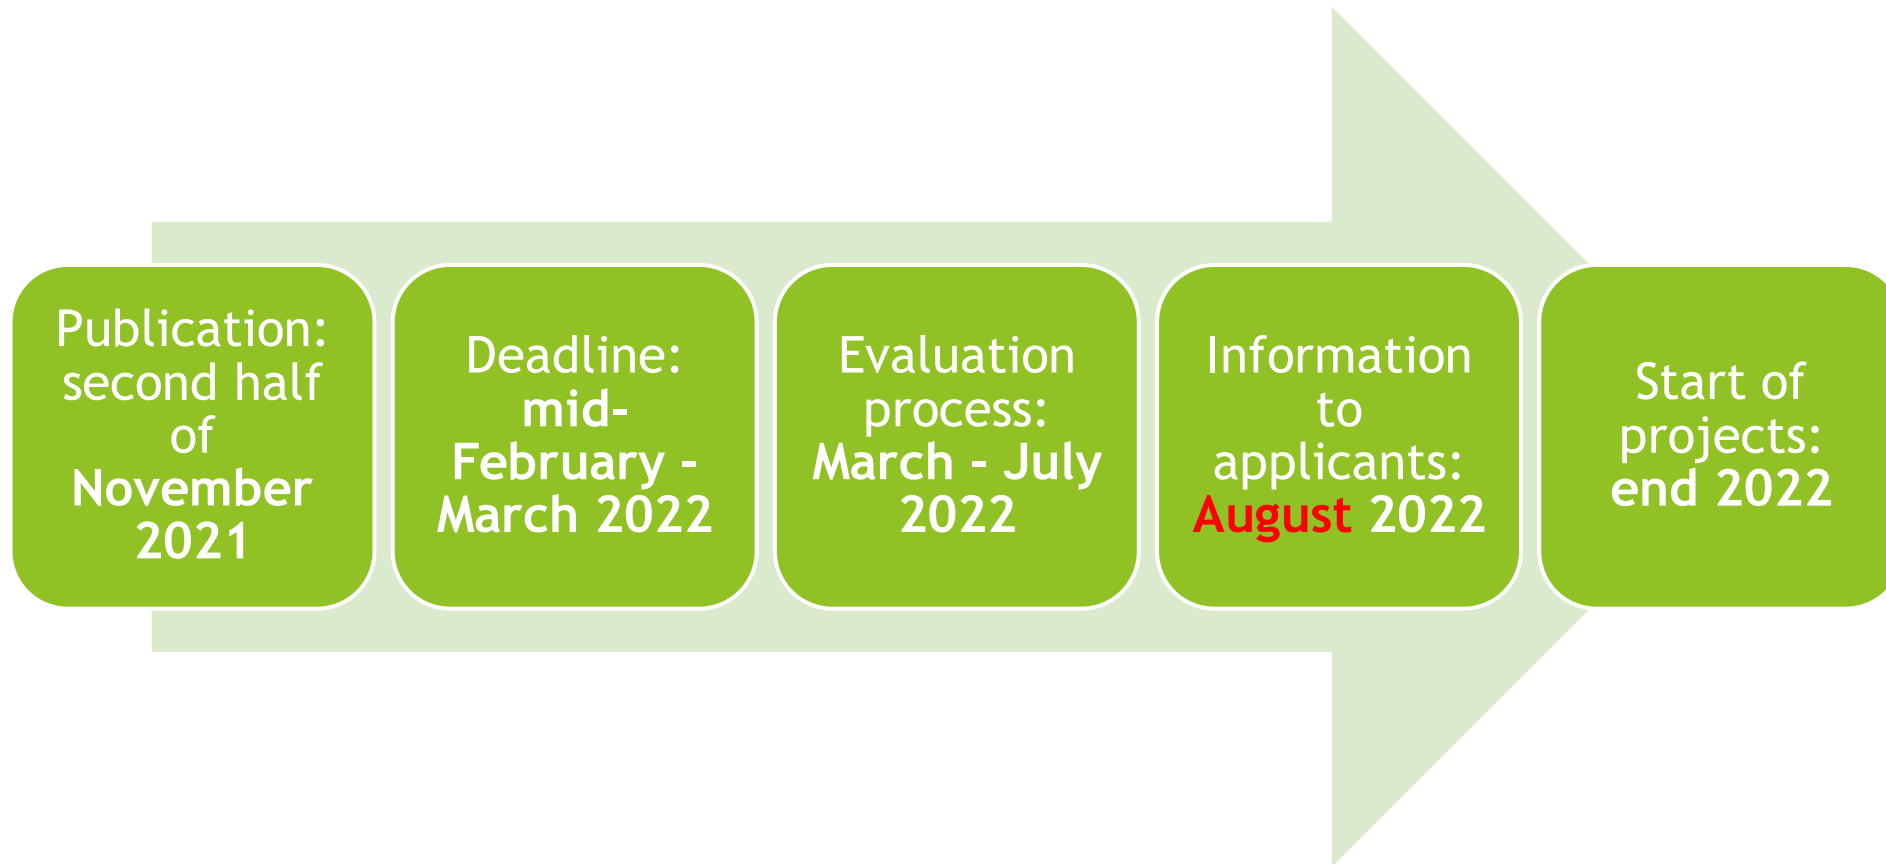 Publication:
second half
of
November
2021
Deadline:
mid-
February -
March 2022
Evaluation
process:
March - July
2022
Information
to
applicants:
August 2022
Start of
projects:
end 2022